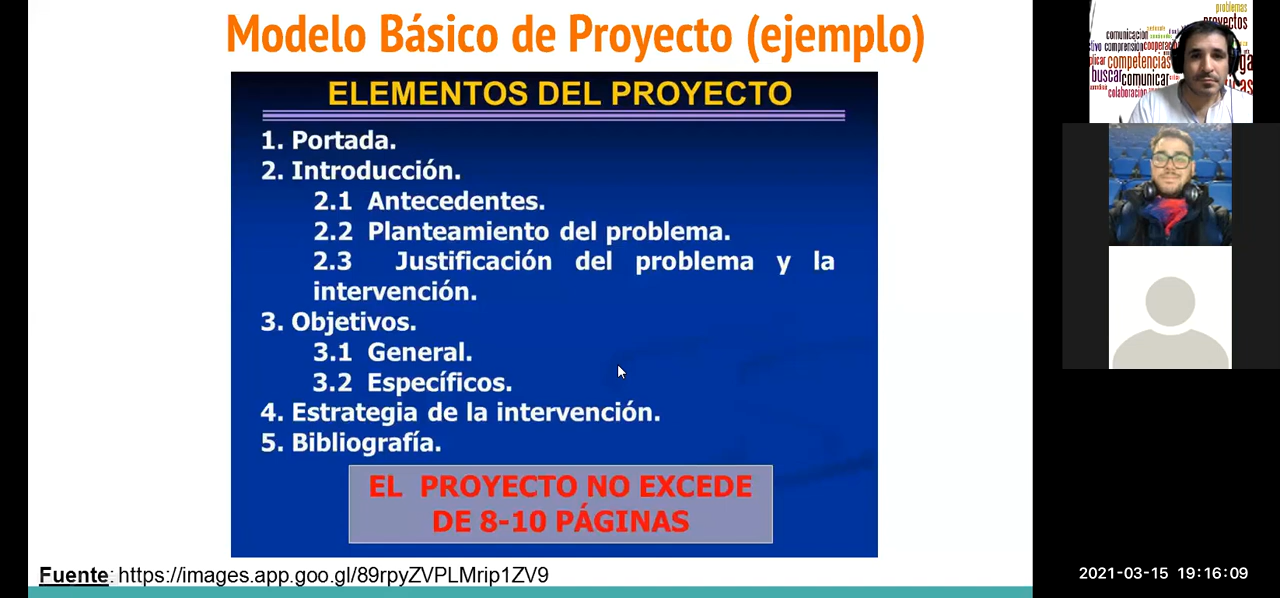 Modelo Básico de Proyecto (ejemplo)
ELEMENTOS DEL PROYECTO
1. Portada.
2. Introducción.
2.1 Antecedentes.
2.2 Planteamiento del problema.
2.3 Justificación del problema y la
intervención.
3. Objetivos.
3.1 General.
3.2 Específicos.
4. Estrategia de la intervención.
5. Bibliografía.
EL PROYECTO NO EXCEDE
DE 8-10 PÁGINAS
Fuente: https://images.app.goo.gl/89rpyZVPLMrip1ZV9
problemas
proyectos
comunicación
comprensión
competencias
buscar
comunicar
2021-03-15 19:16:09